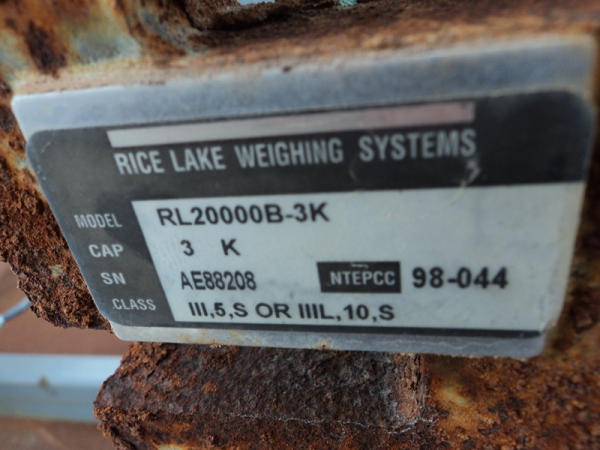 RICE LAKE WEIGHING SYSTEMS
MODEL RL20000B-3K
CAP 3 K
SN AE88208 NTEPCC 98-044
CLASS III,5,S OR IIIL,10,S